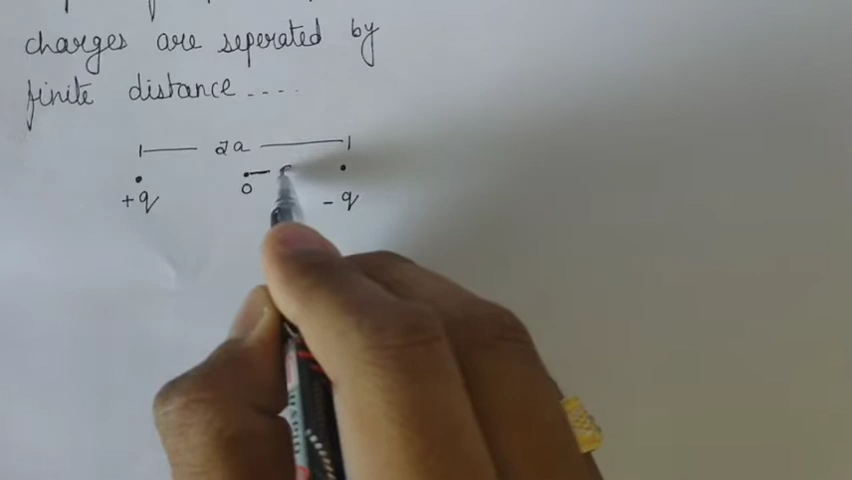 charges are seperated by
finite distance ....
2a
o
+q
- q